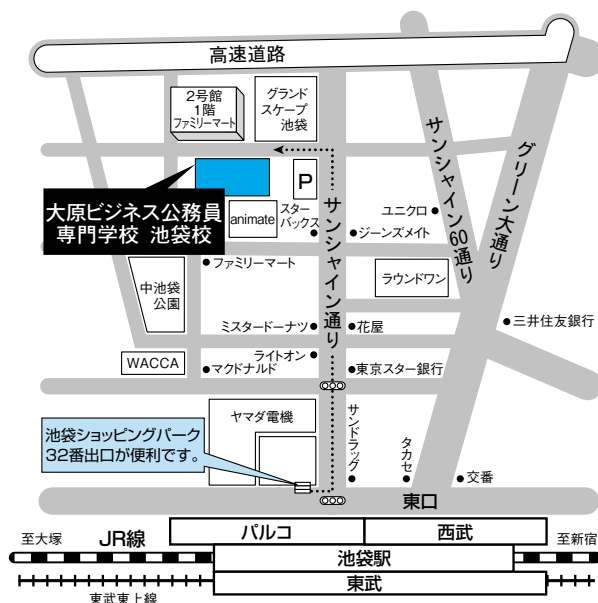 高速道路
2号館
1階
ファミリーマート
グランド
スケープ
池袋
サンシャイン60通り
グリーン大通り
P
大原ビジネス公務員
専門学校 池袋校
animate
スター
バックス
サンシャイン通り
ユニクロ
ジーンズメイト
ファミリーマート
中池袋
公園
ラウンドワン
ミスタードーナツ
花屋
三井住友銀行
WACCA
ライトオン
マクドナルド
東京スター銀行
ヤマダ電機
池袋ショッピングパーク
32番出口が便利です。
サンドラッグ
タカセ
交番
東口
パルコ
西武
至大塚
JR線
池袋駅
至新宿
東武
東武東上線